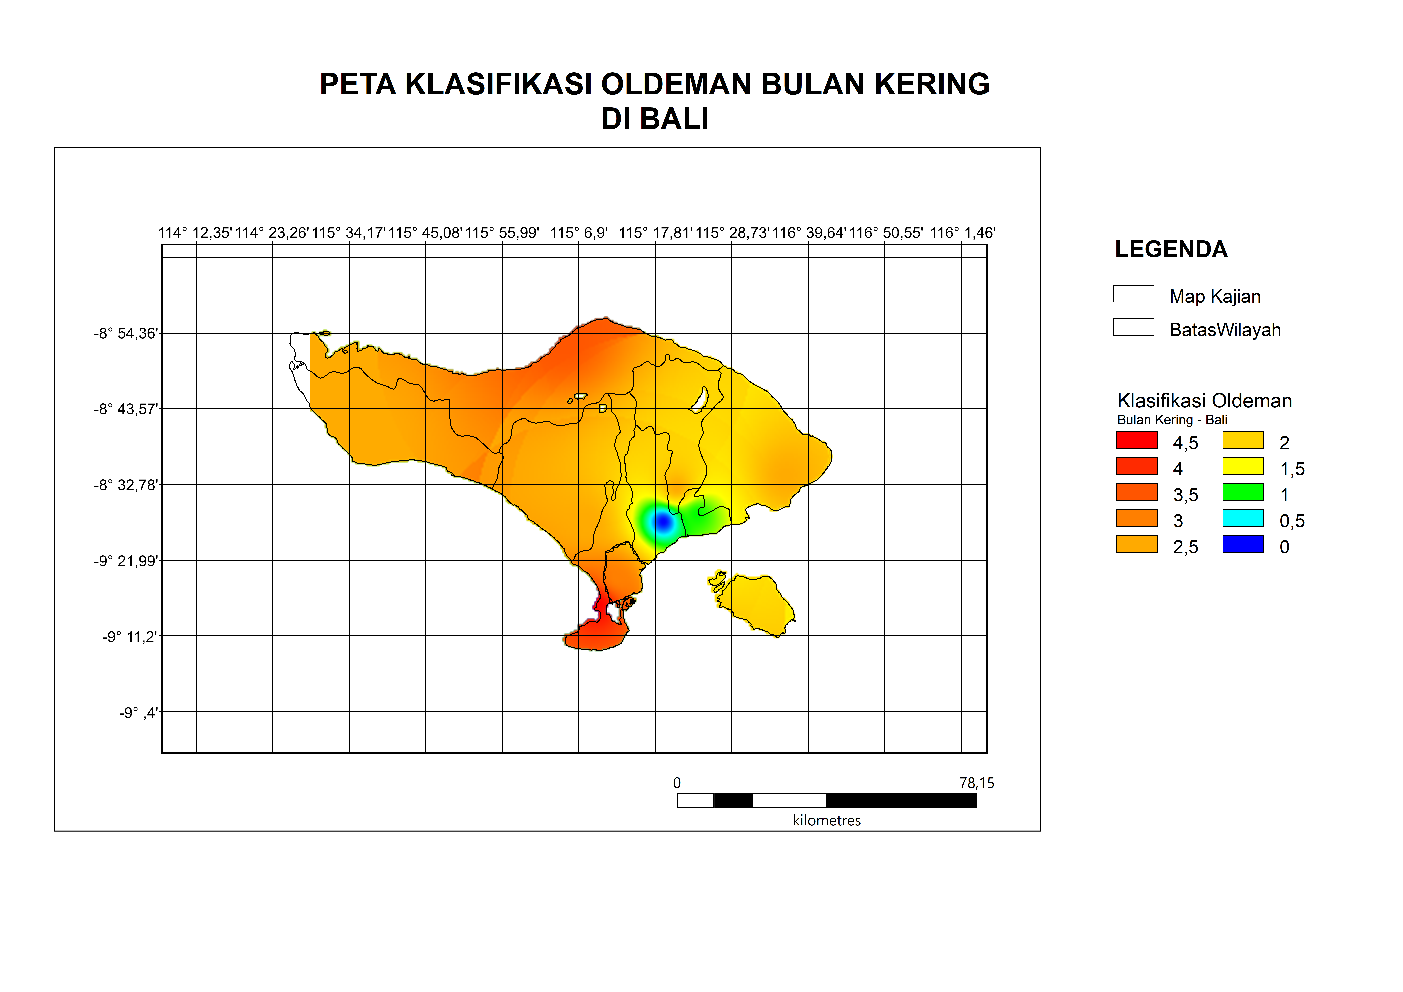 PETA KLASIFIKASI OLDEMAN BULAN KERING
DI BALI
114° 12,35' 114° 23,26' 115° 34,17' 115° 45,08' 115° 55,99' 115° 6,9' 115° 17,81' 115° 28,73' 116° 39,64' 116° 50,55' 116° 1,46'
-8° 54,36'
-8° 43,57'
-8° 32,78'
-9° 21,99'
-9° 11,2'
-9° ,4'
0 78,15
kilometres
LEGENDA
Map Kajian
BatasWilayah
Klasifikasi Oldeman
Bulan Kering - Bali
4,5 2
4 1,5
3,5 1
3 0,5
2,5 0